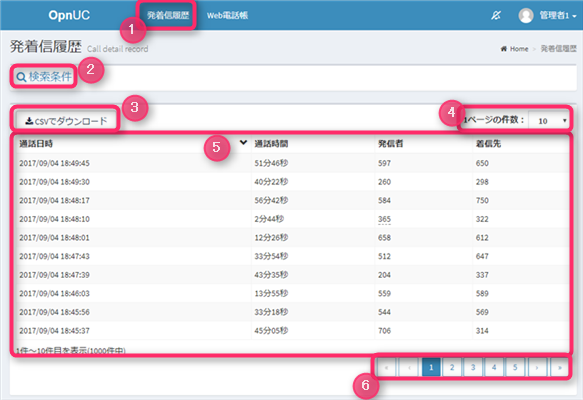 OpnUC 発着信履歴 Web電話帳 管理者1
1
発着信履歴 Call detail record Home 発着信履歴
2 検索条件
3
CSVでダウンロード
4 1ページの件数： 10
5
通話日時 通話時間 発信者 着信先
2017/09/04 18:49:45 51分46秒 597 650
2017/09/04 18:49:30 40分22秒 260 298
2017/09/04 18:48:17 56分42秒 584 750
2017/09/04 18:48:10 2分44秒 365 322
2017/09/04 18:48:01 12分26秒 658 612
2017/09/04 18:47:43 33分54秒 512 647
2017/09/04 18:47:39 43分35秒 204 337
2017/09/04 18:46:03 13分55秒 559 589
2017/09/04 18:45:56 33分18秒 544 569
2017/09/04 18:45:37 45分05秒 706 314
1件～10件目を表示(1000件中)
6 « ‹ 1 2 3 4 5 › »